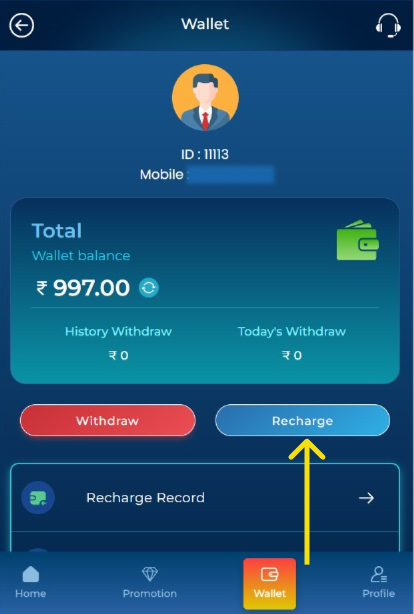 Wallet
ID : 11113
Mobile :
Total
Wallet balance
₹ 997.00
History Withdraw Today's Withdraw
₹ 0 ₹ 0
Withdraw Recharge
Recharge Record
Home Promotion Wallet Profile